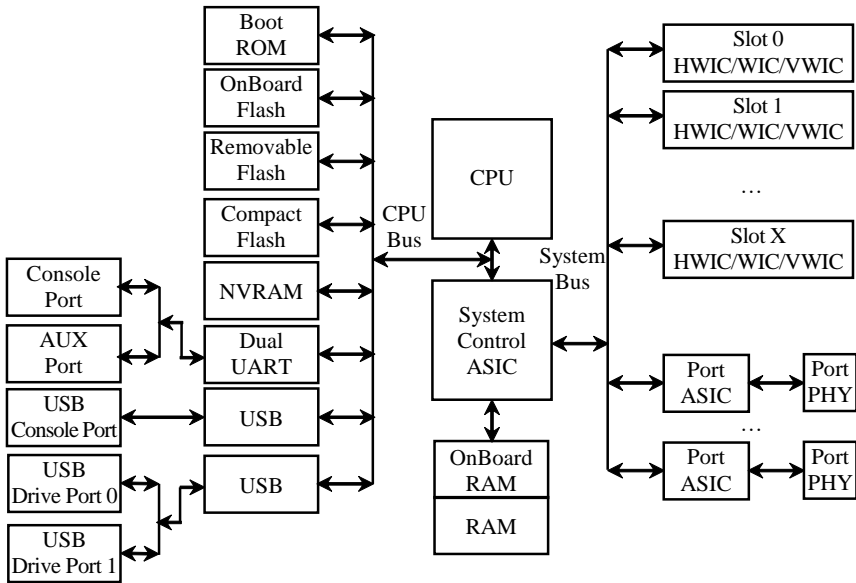 Boot
ROM
OnBoard
Flash
Removable
Flash
Compact
Flash
NVRAM
Dual
UART
USB
USB
Console
Port
AUX
Port
USB
Console Port
USB
Drive Port 0
USB
Drive Port 1
CPU
Bus
CPU
System
Control
ASIC
OnBoard
RAM
RAM
System
Bus
Slot 0
HWIC/WIC/VWIC
Slot 1
HWIC/WIC/VWIC
...
Slot X
HWIC/WIC/VWIC
Port
ASIC
Port
PHY
...
Port
ASIC
Port
PHY